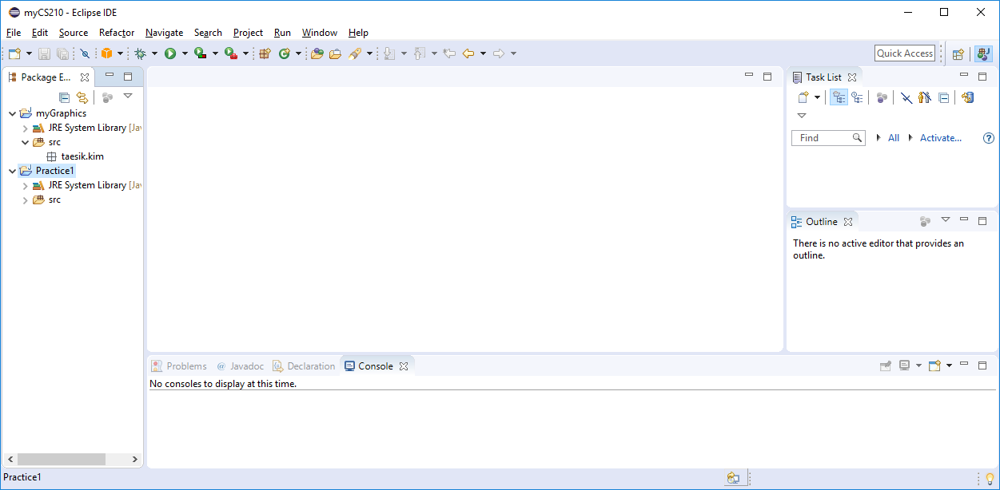 myCS210 - Eclipse IDE
File Edit Source Refactor Navigate Search Project Run Window Help
Quick Access
Package E...
myGraphics
JRE System Library [Jav
src
taesik.kim
Practice1
JRE System Library [Jav
src
Task List
Find All Activate...
Outline
There is no active editor that provides an
outline.
Problems @ Javadoc Declaration Console
No consoles to display at this time.
Practice1